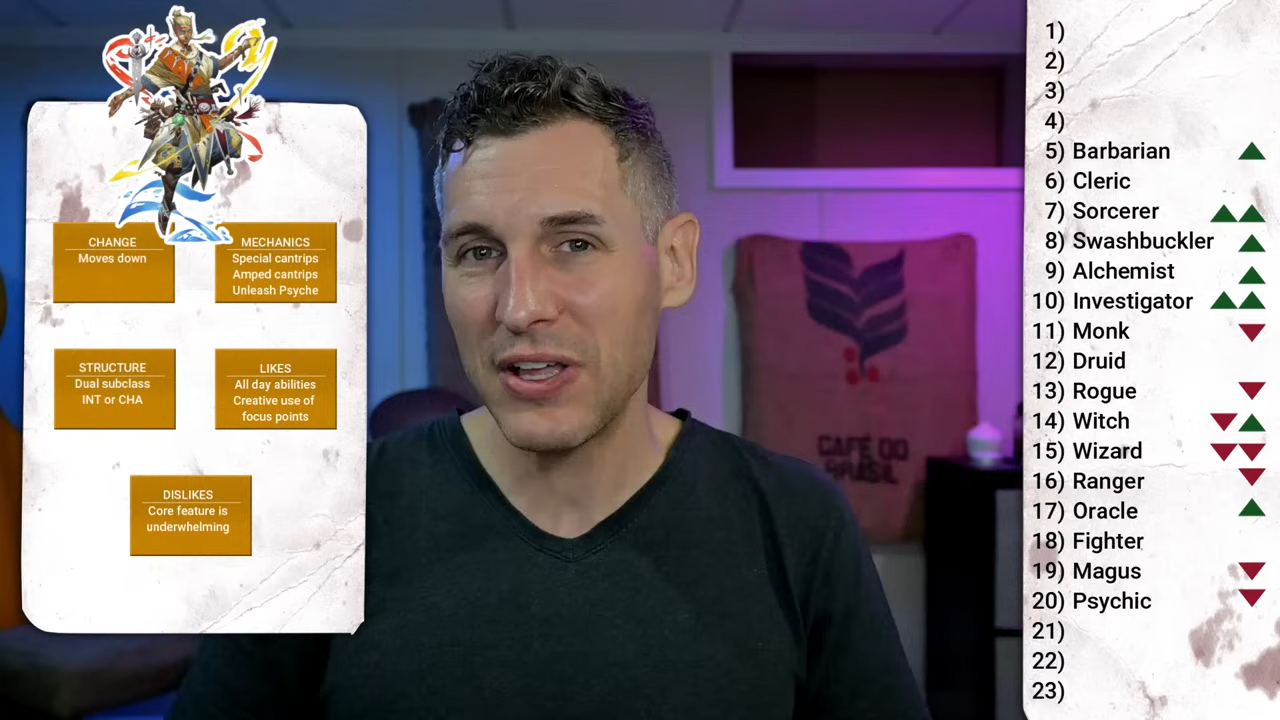 CHANGE
Moves down
MECHANICS
Special cantrips
Amped cantrips
Unleash Psyche
STRUCTURE
Dual subclass
INT or CHA
LIKES
All day abilities
Creative use of
focus points
DISLIKES
Core feature is
underwhelming
CAFÉ DO
BRASIL
1)
2)
3)
4)
5) Barbarian
6) Cleric
7) Sorcerer
8) Swashbuckler
9) Alchemist
10) Investigator
11) Monk
12) Druid
13) Rogue
14) Witch
15) Wizard
16) Ranger
17) Oracle
18) Fighter
19) Magus
20) Psychic
21)
22)
23)